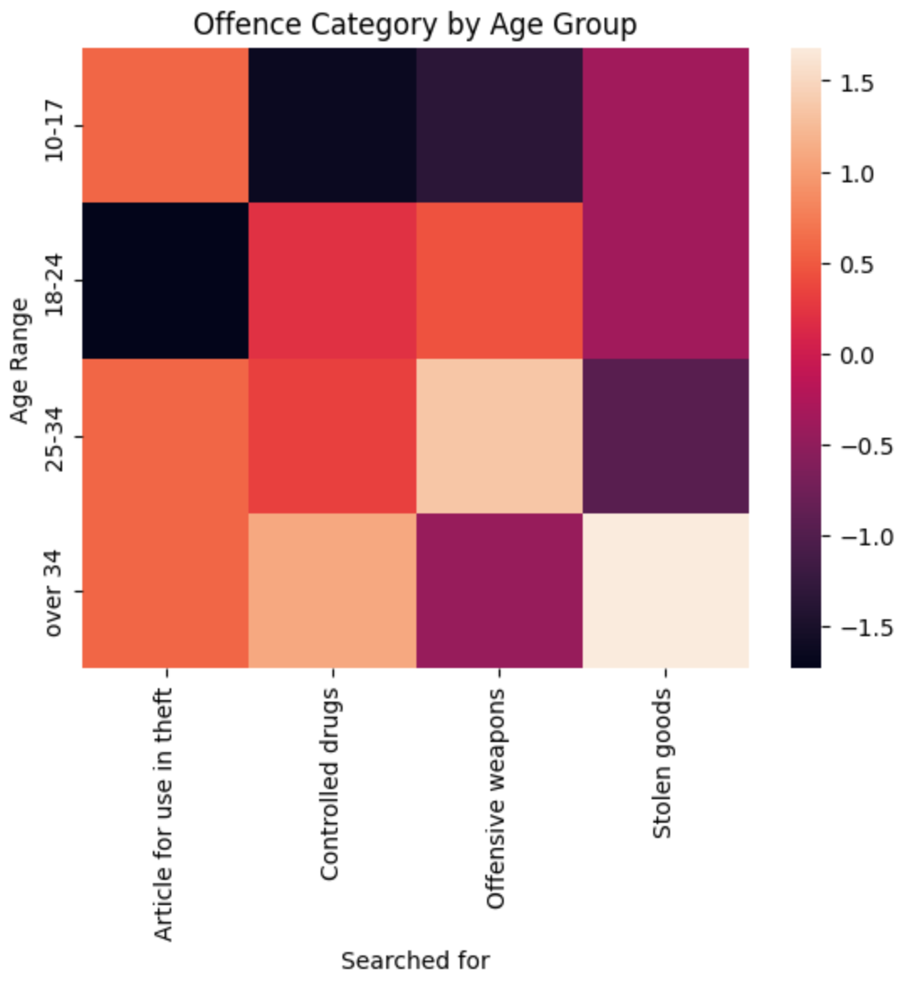 Offence Category by Age Group
Age Range
10-17
18-24
25-34
over 34
1.5
1.0
0.5
0.0
−0.5
−1.0
−1.5
Article for use in theft
Controlled drugs
Offensive weapons
Stolen goods
Searched for